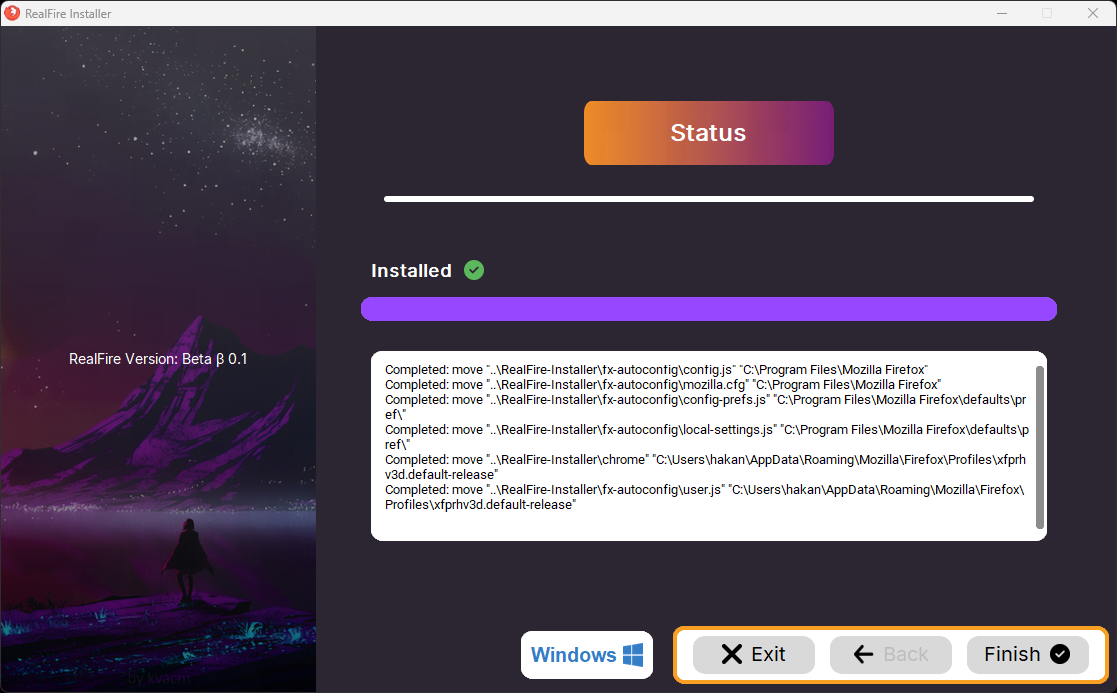 RealFire Installer
Status
Installed
RealFire Version: Beta β 0.1
Completed: move "..\RealFire-Installer\fx-autoconfig\config.js" "C:\Program Files\Mozilla Firefox"
Completed: move "..\RealFire-Installer\fx-autoconfig\mozilla.cfg" "C:\Program Files\Mozilla Firefox"
Completed: move "..\RealFire-Installer\fx-autoconfig\config-prefs.js" "C:\Program Files\Mozilla Firefox\defaults\pr
ef\"
Completed: move "..\RealFire-Installer\fx-autoconfig\local-settings.js" "C:\Program Files\Mozilla Firefox\defaults\p
ref\"
Completed: move "..\RealFire-Installer\chrome" "C:\Users\hakan\AppData\Roaming\Mozilla\Firefox\Profiles\xfprh
v3d.default-release"
Completed: move "..\RealFire-Installer\fx-autoconfig\user.js" "C:\Users\hakan\AppData\Roaming\Mozilla\Firefox\
Profiles\xfprhv3d.default-release"
Windows
Exit
Back
Finish
by kvacm